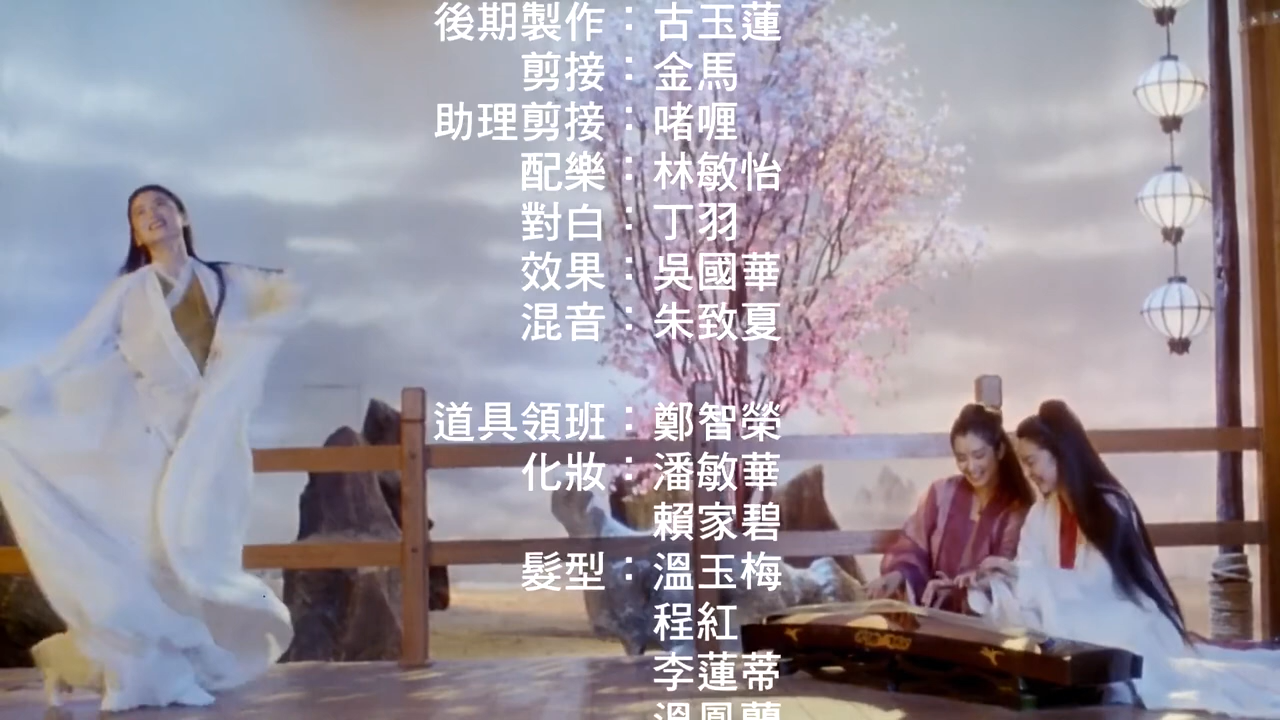 後期製作：古玉蓮
剪接：金馬
助理剪接：啫喱
配樂：林敏怡
對白：丁羽
效果：吳國華
混音：朱致夏
道具領班：鄭智榮
化妝：潘敏華
賴家碧
髮型：溫玉梅
程紅
李蓮蒂
溫鳳蘭